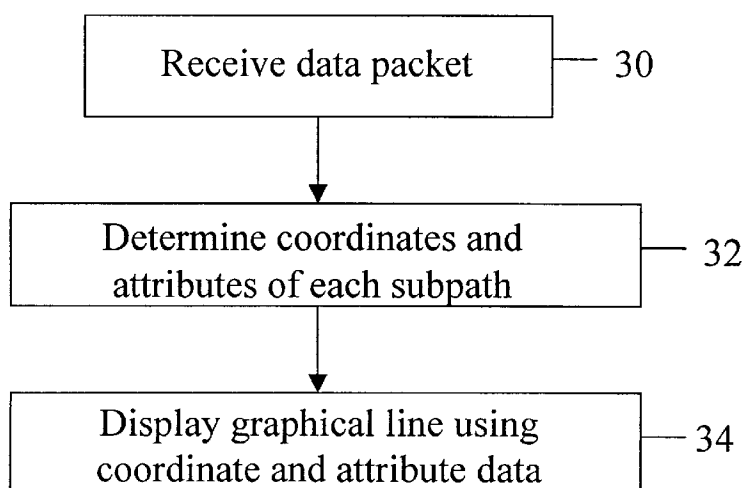 Receive data packet
30
Determine coordinates and
attributes of each subpath
32
Display graphical line using
coordinate and attribute data
34